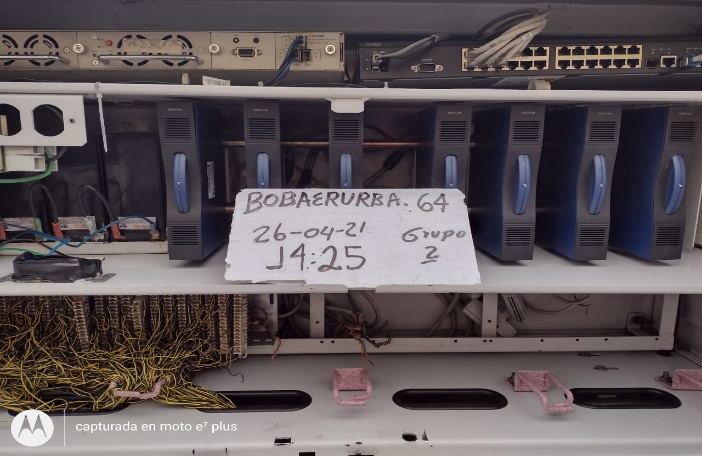 BOBAERURBA. 64
26-04-21 Grupo
14:25 2
capturada en moto e⁷ plus